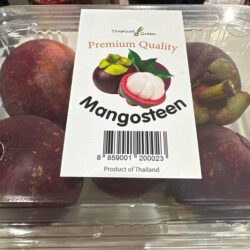 Tropical Green
Premium Quality
Mangosteen
8 859001 200023
Product of Thailand